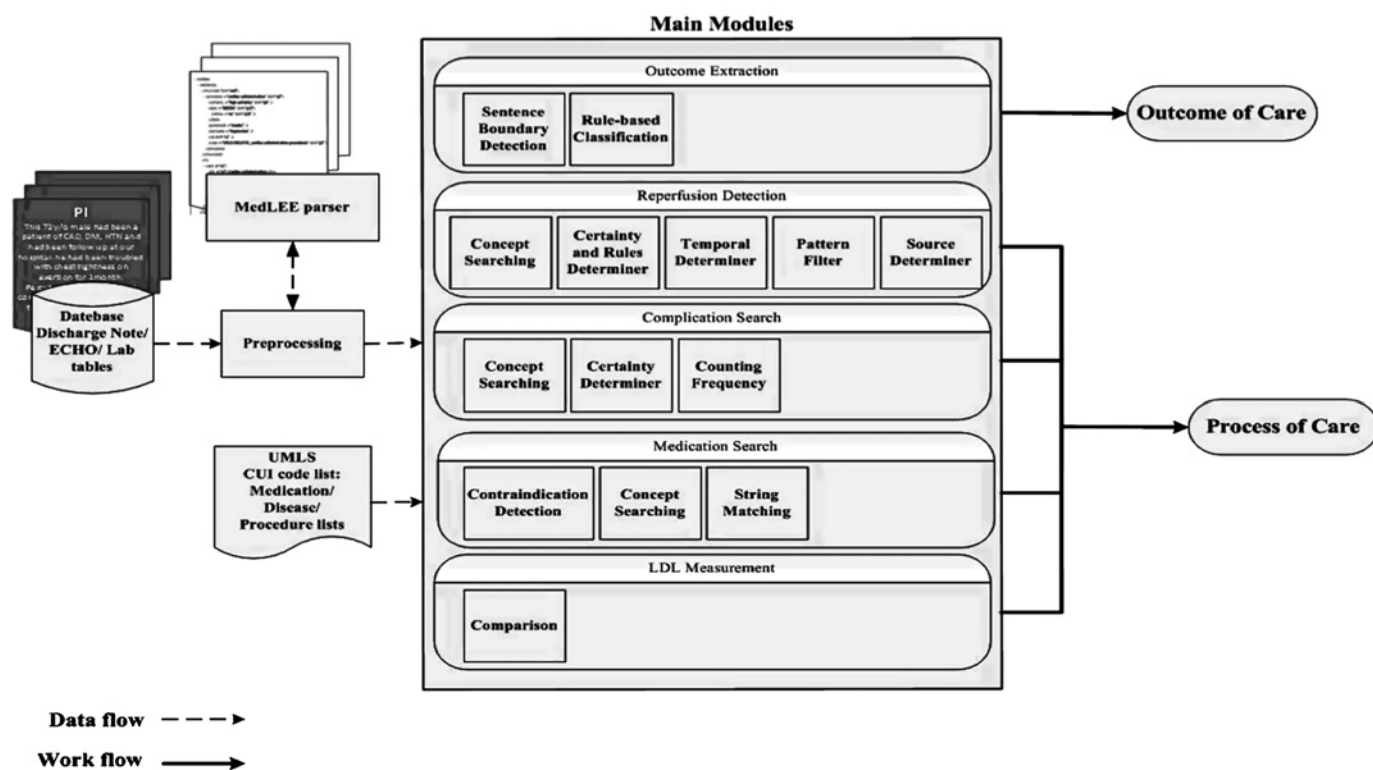 Main Modules
Outcome Extraction
Sentence
Boundary
Detection
Rule-based
Classification
Outcome of Care
MedLEE parser
PI
This 72y/o male had been a
patient of CAD, DM, HTN and
had been follow up at our
hospital. he had been troubled
with chest tightness on
exertion for 1month.
Datebase
Discharge Note/
ECHO/ Lab
tables
Preprocessing
Reperfusion Detection
Concept
Searching
Certainty
and Rules
Determiner
Temporal
Determiner
Pattern
Filter
Source
Determiner
Complication Search
Concept
Searching
Certainty
Determiner
Counting
Frequency
Process of Care
UMLS
CUI code list:
Medication/
Disease/
Procedure lists
Medication Search
Contraindication
Detection
Concept
Searching
String
Matching
LDL Measurement
Comparison
Data flow
Work flow